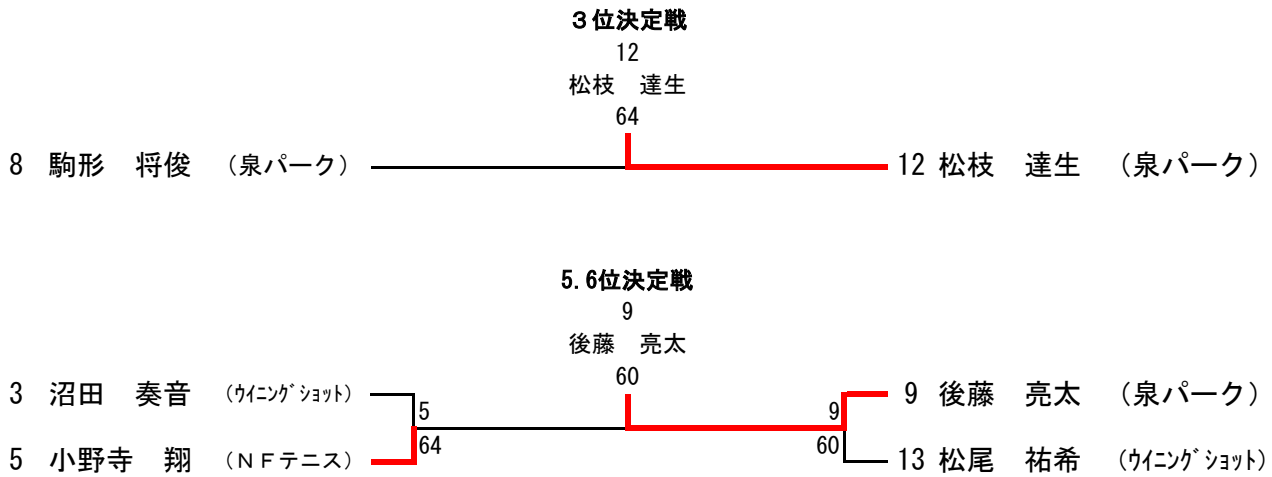 ３位決定戦
12
松枝　達生
64
8 駒形　将俊 （泉パーク）
12 松枝　達生 （泉パーク）
5.6位決定戦
9
後藤　亮太
60
3 沼田　奏音 （ｳｲﾆﾝｸﾞｼｮｯﾄ）
9 後藤　亮太 （泉パーク）
5
9
64
60
5 小野寺　翔 （ＮＦテニス）
13 松尾　祐希 （ｳｲﾆﾝｸﾞｼｮｯﾄ）